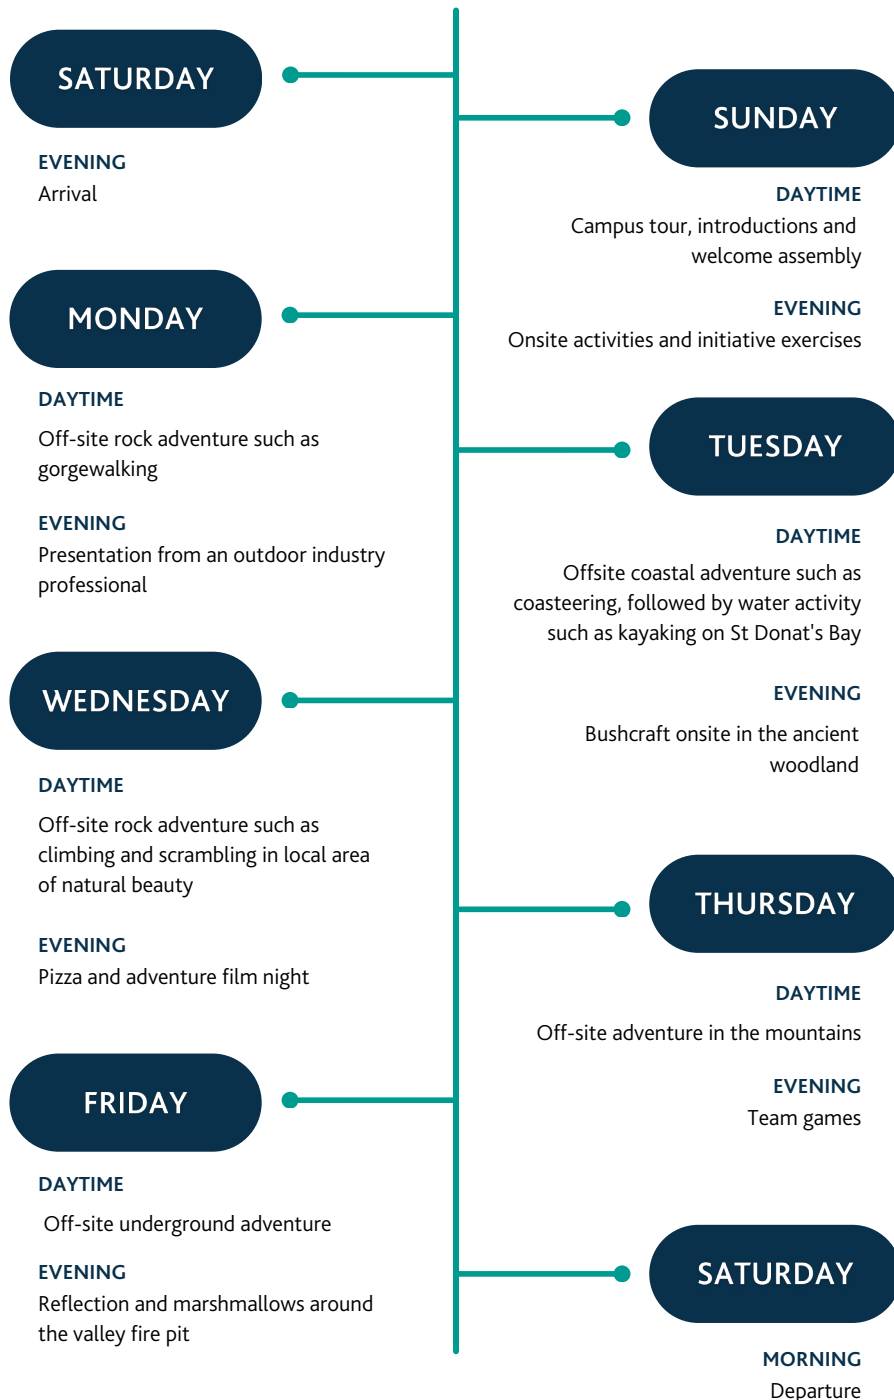 SATURDAY
EVENING
Arrival
SUNDAY
DAYTIME
Campus tour, introductions and
welcome assembly
EVENING
Onsite activities and initiative exercises
MONDAY
DAYTIME
Off-site rock adventure such as
gorgewalking
EVENING
Presentation from an outdoor industry
professional
TUESDAY
DAYTIME
Offsite coastal adventure such as
coasteering, followed by water activity
such as kayaking on St Donat's Bay
EVENING
Bushcraft onsite in the ancient
woodland
WEDNESDAY
DAYTIME
Off-site rock adventure such as
climbing and scrambling in local area
of natural beauty
EVENING
Pizza and adventure film night
THURSDAY
DAYTIME
Off-site adventure in the mountains
EVENING
Team games
FRIDAY
DAYTIME
Off-site underground adventure
EVENING
Reflection and marshmallows around
the valley fire pit
SATURDAY
MORNING
Departure